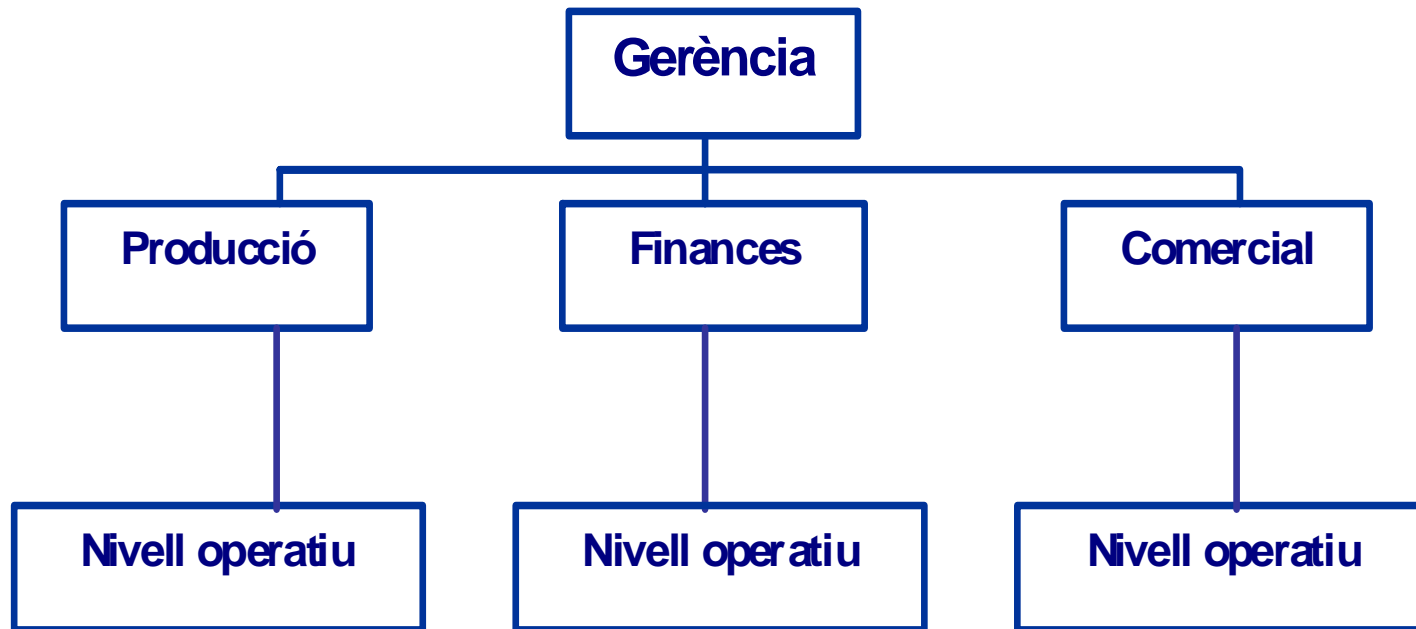 Gerència
Producció
Finances
Comercial
Nivell operatiu
Nivell operatiu
Nivell operatiu